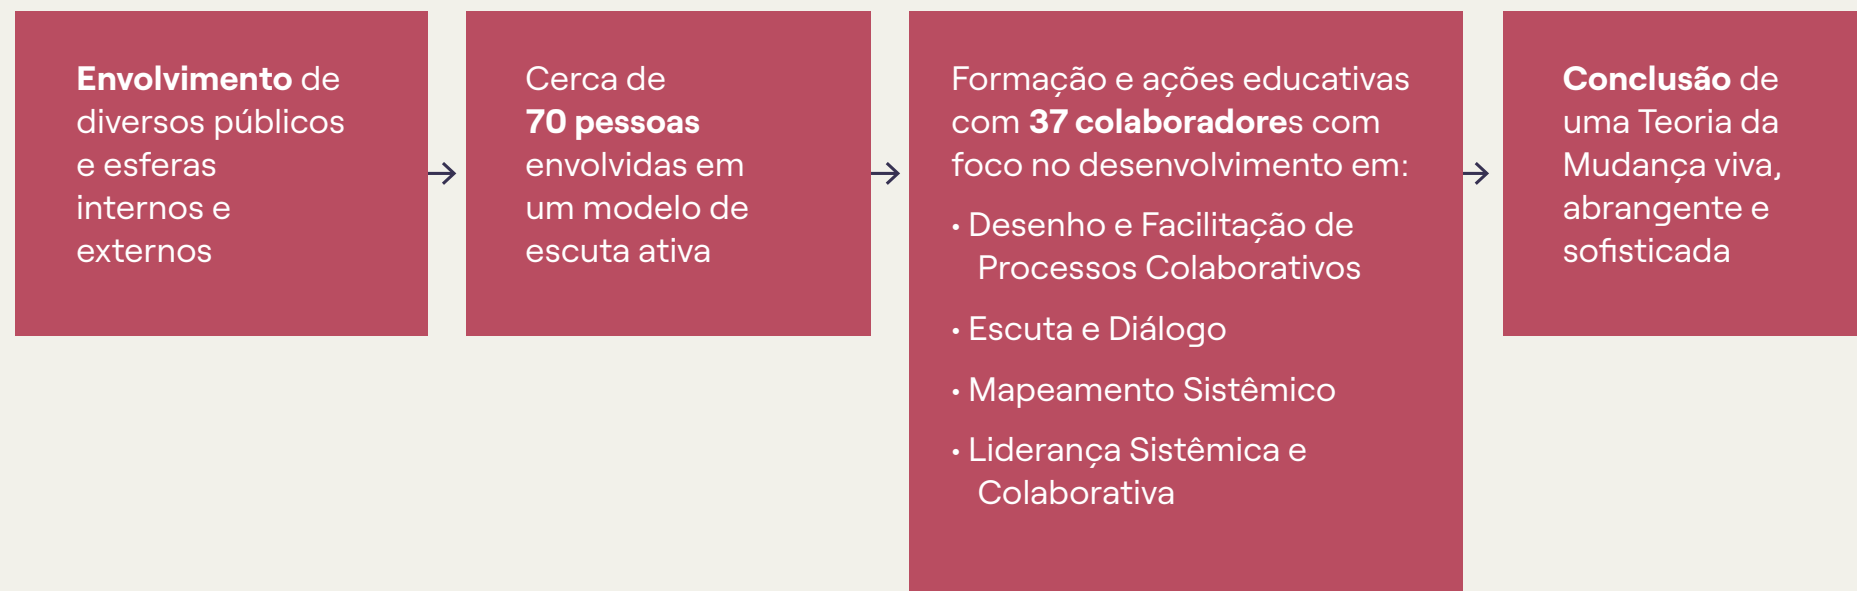 Envolvimento de
diversos públicos
e esferas
internos e
externos
Cerca de
70 pessoas
envolvidas em
um modelo de
escuta ativa
Formação e ações educativas
com 37 colaboradores com
foco no desenvolvimento em:
• Desenho e Facilitação de
Processos Colaborativos
• Escuta e Diálogo
• Mapeamento Sistêmico
• Liderança Sistêmica e
Colaborativa
Conclusão de
uma Teoria da
Mudança viva,
abrangente e
sofisticada